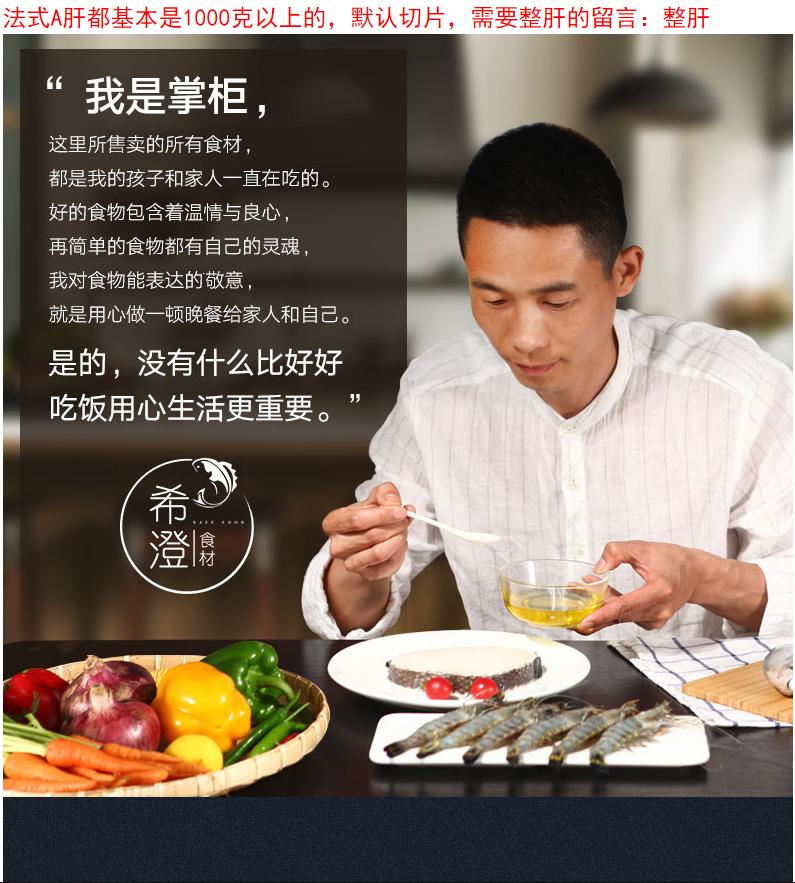 法式A肝都基本是1000克以上的，默认切片，需要整肝的留言：整肝
“ 我是掌柜，
这里所售卖的所有食材，
都是我的孩子和家人一直在吃的。
好的食物包含着温情与良心，
再简单的食物都有自己的灵魂，
我对食物能表达的敬意，
就是用心做一顿晚餐给家人和自己。
是的，没有什么比好好
吃饭用心生活更重要。”
希澄
SAFE FOOD
食材